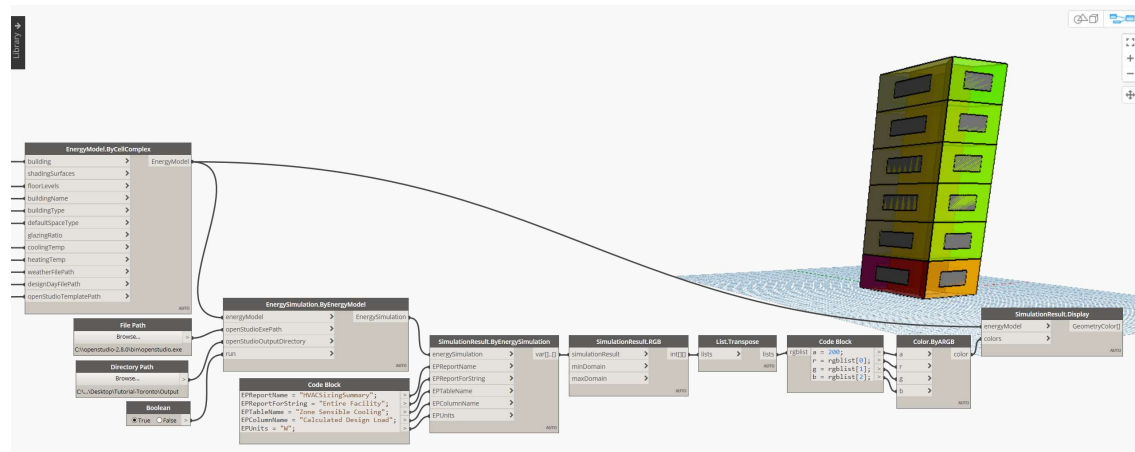 Library
EnergyModel.ByCellComplex
building
EnergyModel
shadingSurfaces
floorLevels
buildingName
buildingType
defaultSpaceType
glazingRatio
coolingTemp
heatingTemp
weatherFilePath
designDayFilePath
openStudioTemplatePath
AUTO
File Path
Browse...
>
C:\openstudio-2.8.0\bin\openstudio.exe
Directory Path
Browse...
>
C:\...\Desktop\Tutorial-Toronto\Output
Boolean
True False >
EnergySimulation.ByEnergyModel
energyModel
EnergySimulation
openStudioExePath
openStudioOutputDirectory
run
AUTO
Code Block
EPReportName = "HVACSizingSummary"; >
EPReportForString = "Entire Facility"; >
EPTableName = "Zone Sensible Cooling"; >
EPColumnName = "Calculated Design Load"; >
EPUnits = "W"; >
SimulationResult.ByEnergySimulation
energySimulation
var[]..[]
EPReportName
EPReportForString
EPTableName
EPColumnName
EPUnits
AUTO
SimulationResult.RGB
simulationResult
int[][]
minDomain
maxDomain
AUTO
List.Transpose
lists > lists
AUTO
Code Block
rgblist
a = 200; >
r = rgblist[0]; >
g = rgblist[1]; >
b = rgblist[2]; >
Color.ByARGB
a > color
r >
g >
b >
AUTO
SimulationResult.Display
energyModel
GeometryColor[]
colors
AUTO